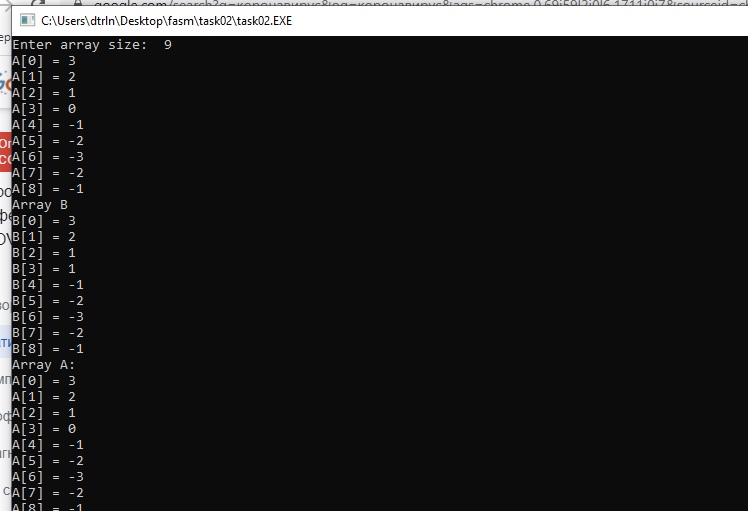 C:\Users\dtrln\Desktop\fasm\task02\task02.EXE
Enter array size:  9
A[0] = 3
A[1] = 2
A[2] = 1
A[3] = 0
A[4] = -1
A[5] = -2
A[6] = -3
A[7] = -2
A[8] = -1
Array B
B[0] = 3
B[1] = 2
B[2] = 1
B[3] = 1
B[4] = -1
B[5] = -2
B[6] = -3
B[7] = -2
B[8] = -1
Array A:
A[0] = 3
A[1] = 2
A[2] = 1
A[3] = 0
A[4] = -1
A[5] = -2
A[6] = -3
A[7] = -2
A[8] = -1